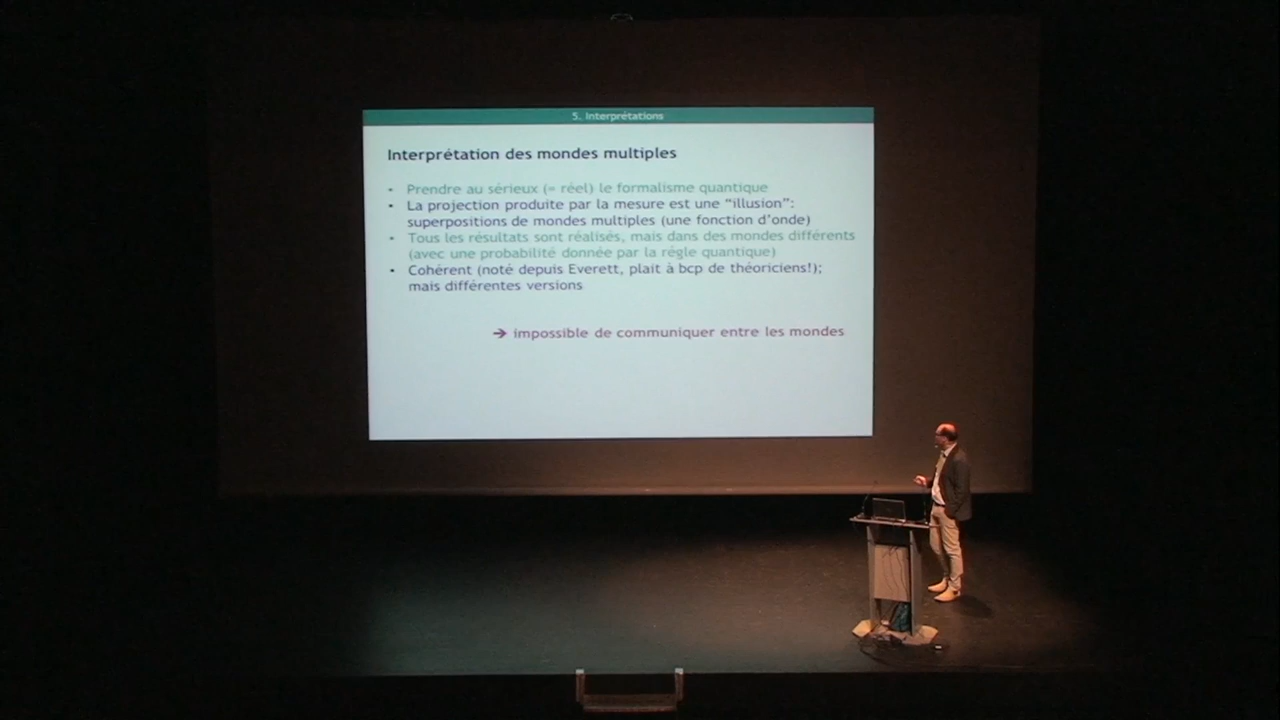 5. Interprétations
Interprétation des mondes multiples
• Prendre au sérieux (= réel) le formalisme quantique
• La projection produite par la mesure est une “illusion”:
superpositions de mondes multiples (une fonction d’onde)
• Tous les résultats sont réalisés, mais dans des mondes différents
(avec une probabilité donnée par la règle quantique)
• Cohérent (noté depuis Everett, plait à bcp de théoriciens!);
mais différentes versions
→ impossible de communiquer entre les mondes